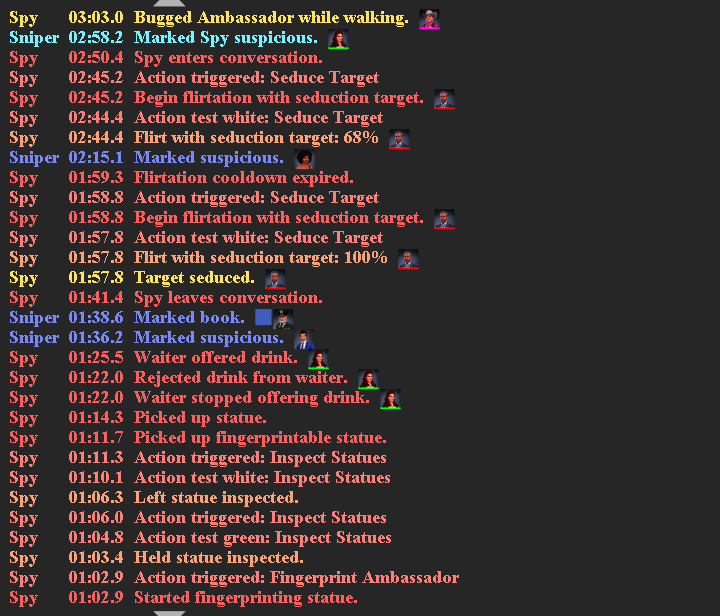 Spy 03:03.0 Bugged Ambassador while walking.
Sniper 02:58.2 Marked Spy suspicious.
Spy 02:50.4 Spy enters conversation.
Spy 02:45.2 Action triggered: Seduce Target
Spy 02:45.2 Begin flirtation with seduction target.
Spy 02:44.4 Action test white: Seduce Target
Spy 02:44.4 Flirt with seduction target: 68%
Sniper 02:15.1 Marked suspicious.
Spy 01:59.3 Flirtation cooldown expired.
Spy 01:58.8 Action triggered: Seduce Target
Spy 01:58.8 Begin flirtation with seduction target.
Spy 01:57.8 Action test white: Seduce Target
Spy 01:57.8 Flirt with seduction target: 100%
Spy 01:57.8 Target seduced.
Spy 01:41.4 Spy leaves conversation.
Sniper 01:38.6 Marked book.
Sniper 01:36.2 Marked suspicious.
Spy 01:25.5 Waiter offered drink.
Spy 01:22.0 Rejected drink from waiter.
Spy 01:22.0 Waiter stopped offering drink.
Spy 01:14.3 Picked up statue.
Spy 01:11.7 Picked up fingerprintable statue.
Spy 01:11.3 Action triggered: Inspect Statues
Spy 01:10.1 Action test white: Inspect Statues
Spy 01:06.3 Left statue inspected.
Spy 01:06.0 Action triggered: Inspect Statues
Spy 01:04.8 Action test green: Inspect Statues
Spy 01:03.4 Held statue inspected.
Spy 01:02.9 Action triggered: Fingerprint Ambassador
Spy 01:02.9 Started fingerprinting statue.